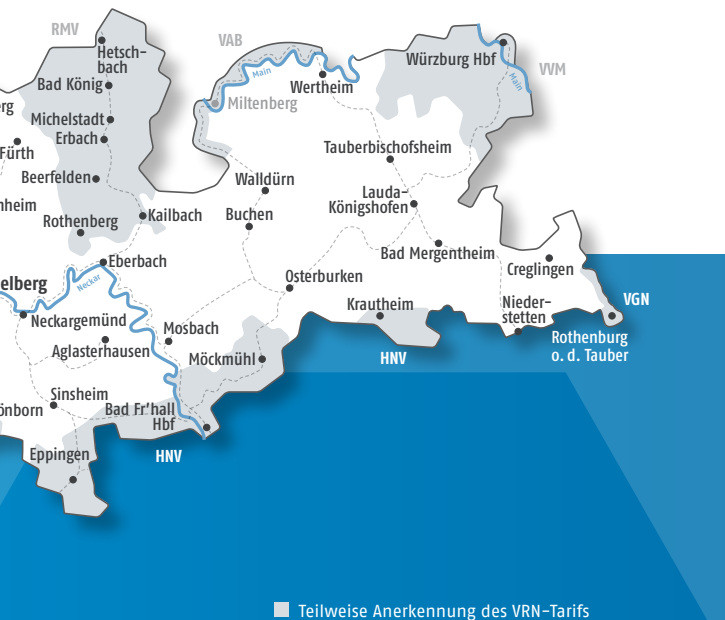 RMV
Hetsch-
bach
Bad König
Michelstadt
erg
Erbach
Fürth
Beerfelden
nheim
Rothenberg
Kailbach
VAB
Main
Wertheim
Miltenberg
Würzburg Hbf
Main
VVM
Tauberbischofsheim
Walldürn
Lauda-
Königshofen
Buchen
Bad Mergentheim
Creglingen
Eberbach
elberg
Neckar
Osterburken
Krautheim
Nieder-
stetten
VGN
Rothenburg
o. d. Tauber
Neckargemünd
Mosbach
Aglasterhausen
Möckmühl
HNV
Sinsheim
önborn
Bad Fr'hall
Hbf
HNV
Eppingen
Teilweise Anerkennung des VRN-Tarifs